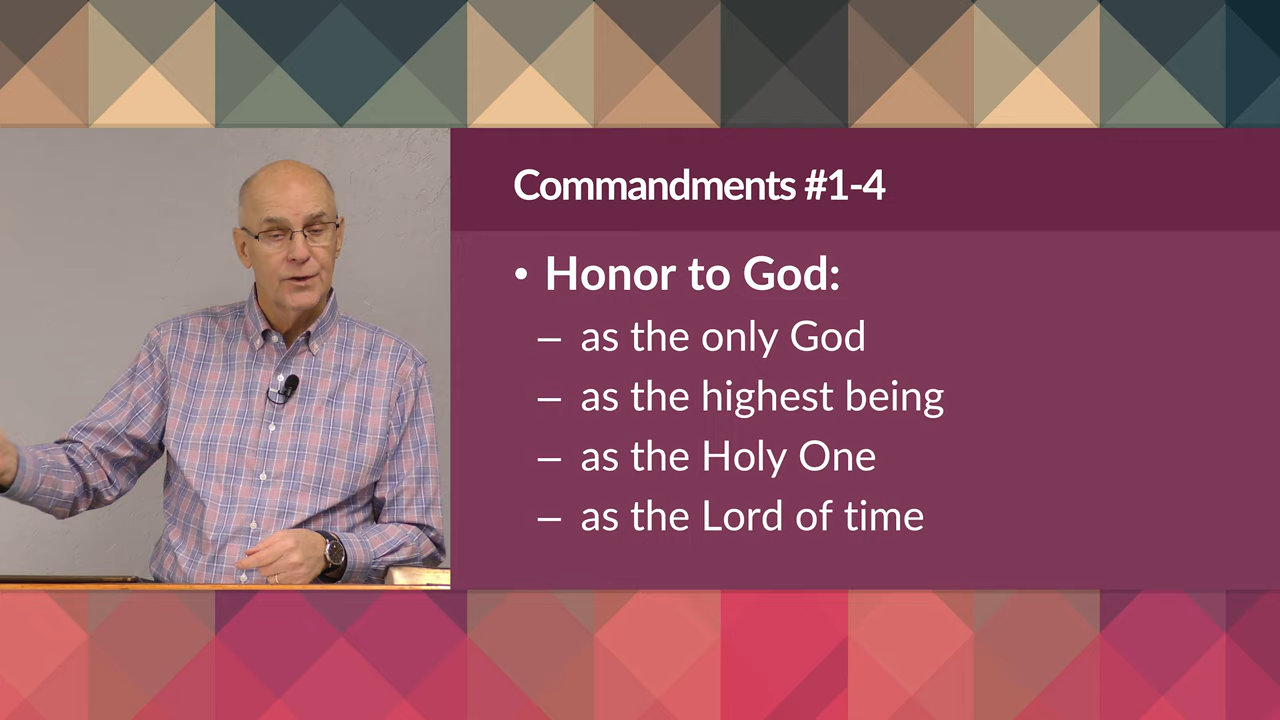 Commandments #1-4
• Honor to God:
– as the only God
– as the highest being
– as the Holy One
– as the Lord of time